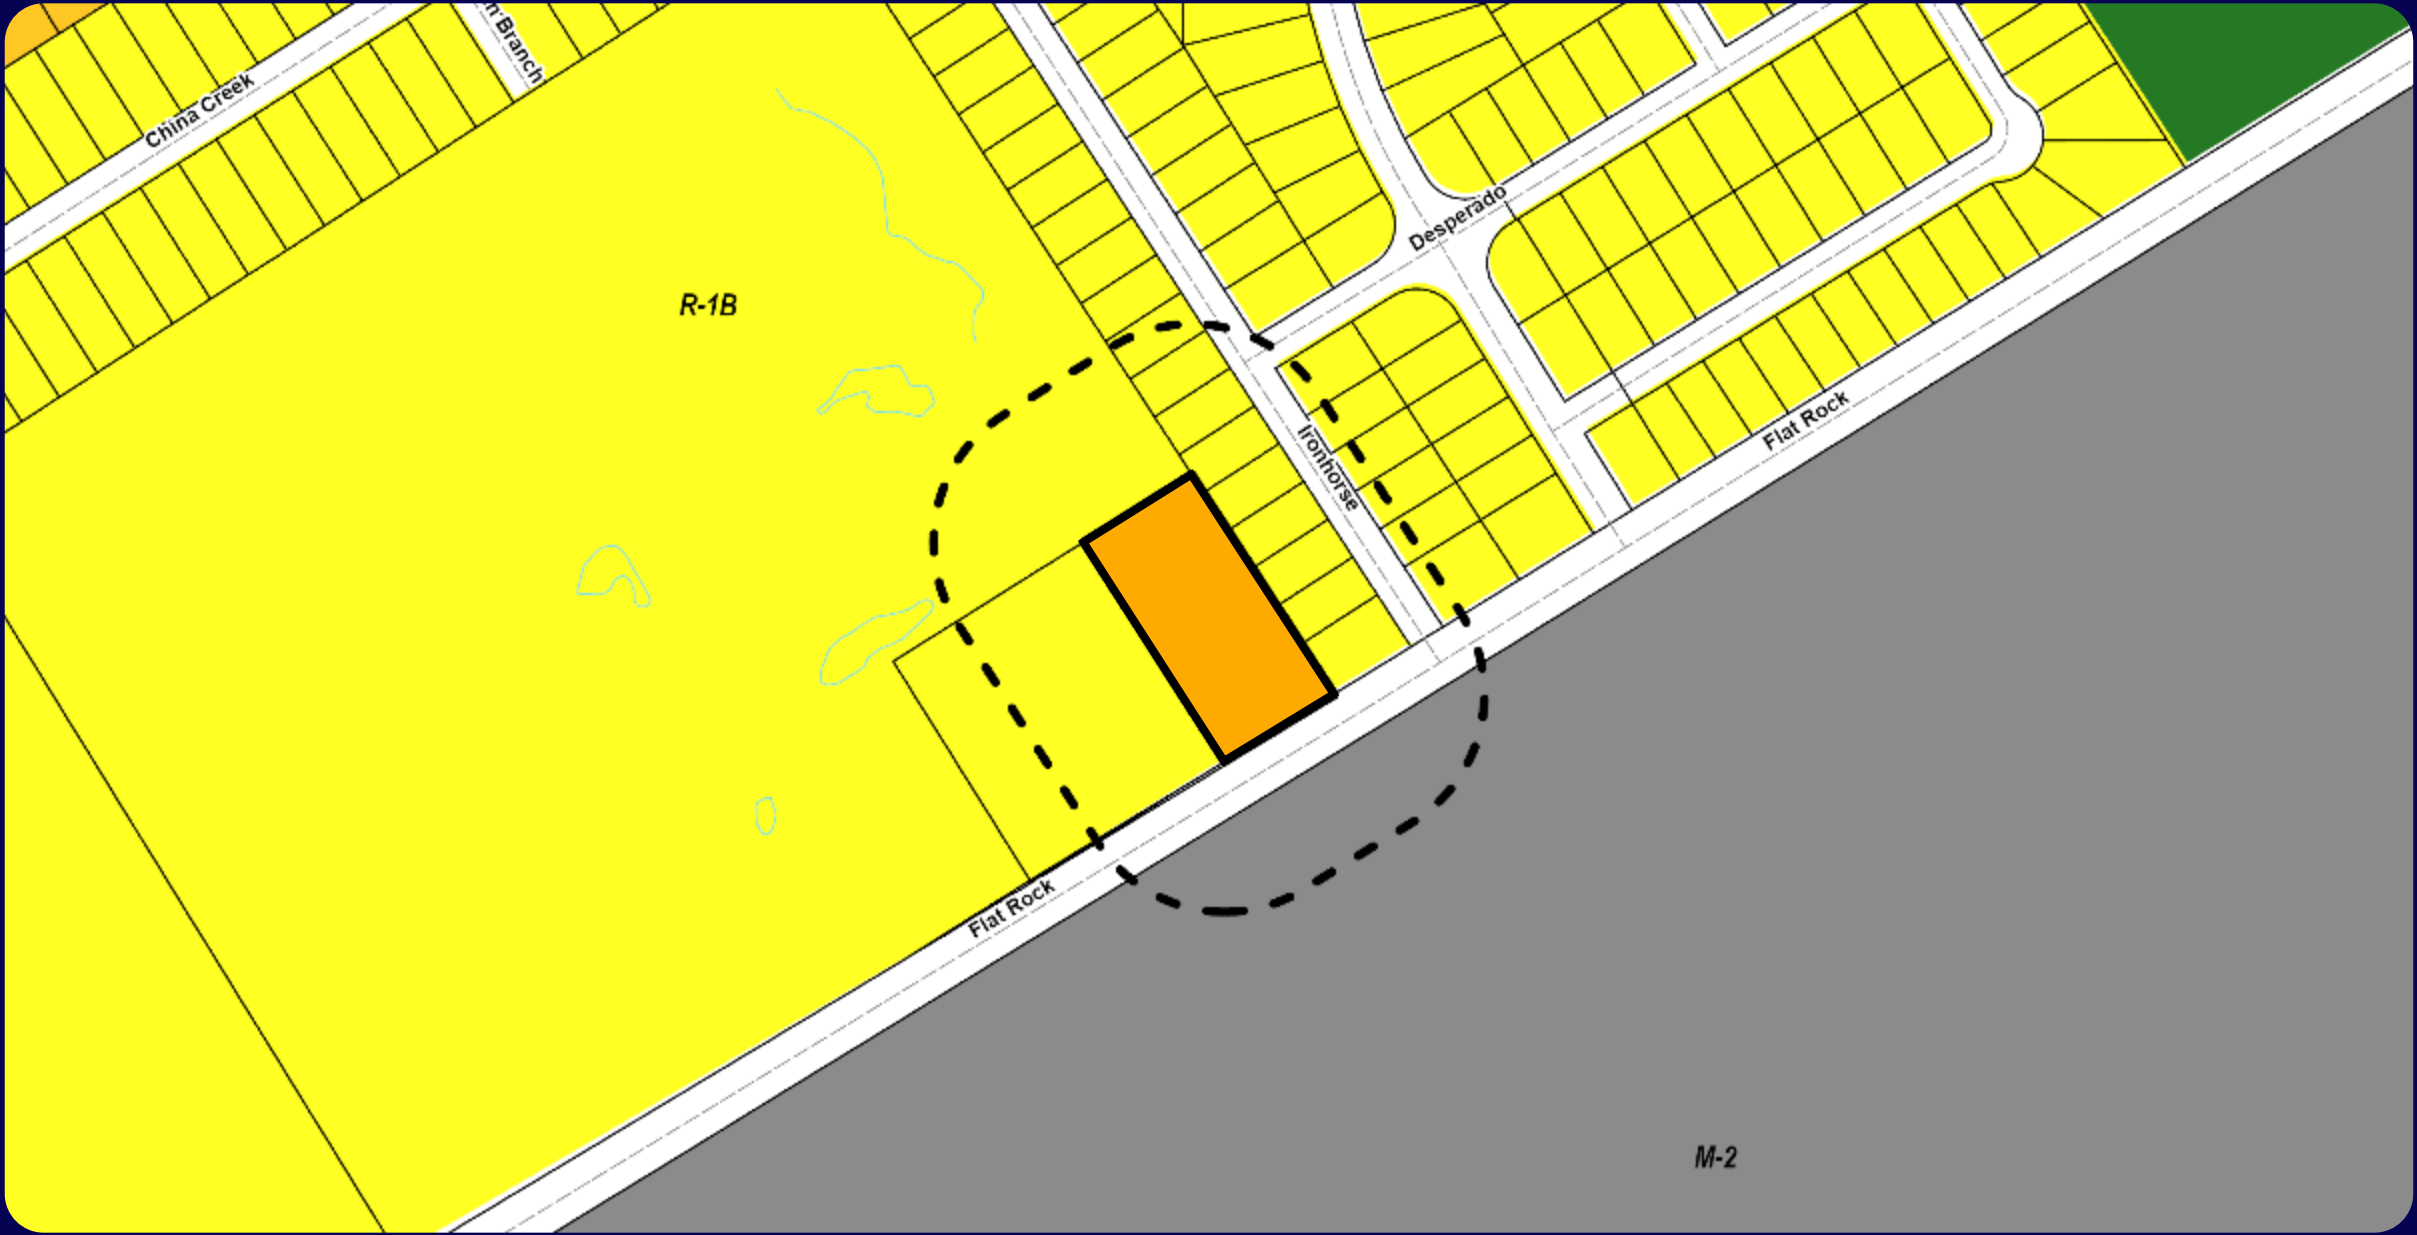 China Creek
Branch
Desperado
R-1B
Ironhorse
Flat Rock
Flat Rock
M-2